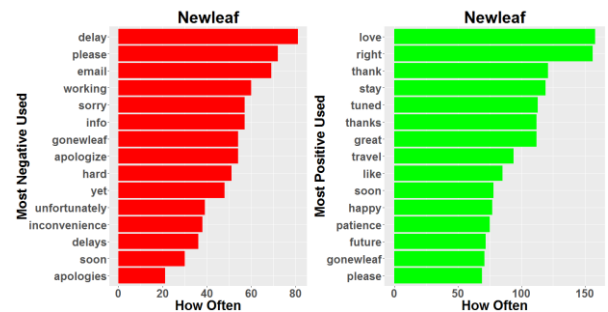 Newleaf
Most Negative Used
delay
please
email
working
sorry
info
gonewleaf
apologize
hard
yet
unfortunately
inconvenience
delays
soon
apologies
0 20 40 60 80
How Often
Newleaf
Most Positive Used
love
right
thank
stay
tuned
thanks
great
travel
like
soon
happy
patience
future
gonewleaf
please
0 50 100 150
How Often